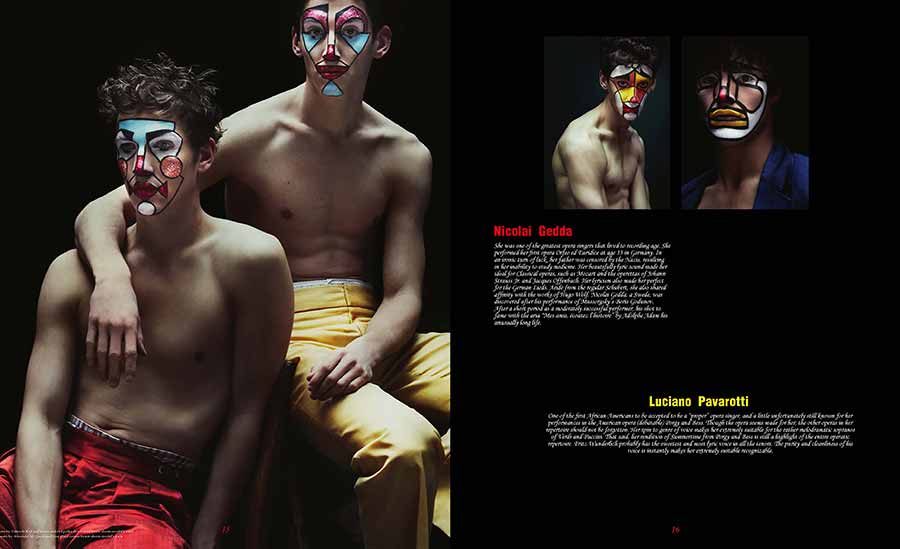 15
Nicolai Gedda
She was one of the greatest opera singers that lived to recording age. She
performed her first opera Orfeo ed Euridice at age 19 in Germany. In
an ironic turn of luck, her father was censored by the Nazis, resulting
in her inability to study medicine. Her beautifully lyric sound made her
ideal for Classical operas, such as Mozart and the operettas of Johann
Strauss Jr. and Jacques Offenbach. Her lyricism also made her perfect
for the German Lieds. Aside from the regular Schubert, she also shared
affinity with the works of Hugo Wolf. Nicolai Gedda, a Swede, was
discovered after his performance of Mussorgsky's Boris Godunov.
After a short period as a moderately successful performer, he shot to
fame with the aria "Mes amis, écoutez l'histoire" by Adolphe Adam his
unusually long life.
Luciano Pavarotti
One of the first African Americans to be accepted to be a "proper" opera singer, and a little unfortunately still known for her
performances in the American opera (debatable) Porgy and Bess. Though the opera seems made for her, the other operas in her
repertoire should not be forgotten. Her spin to genre of voice makes her extremely suitable for the rather melodramatic sopranos
of Verdi and Puccini. That said, her rendition of Summertime from Porgy and Bess is still a highlight of the entire operatic
repertoire. Fritz Wunderlich probably has the sweetest and most lyric voice in all the tenors. The purity and cleanliness of his
voice is instantly makes her extremely suitable recognizable.
16